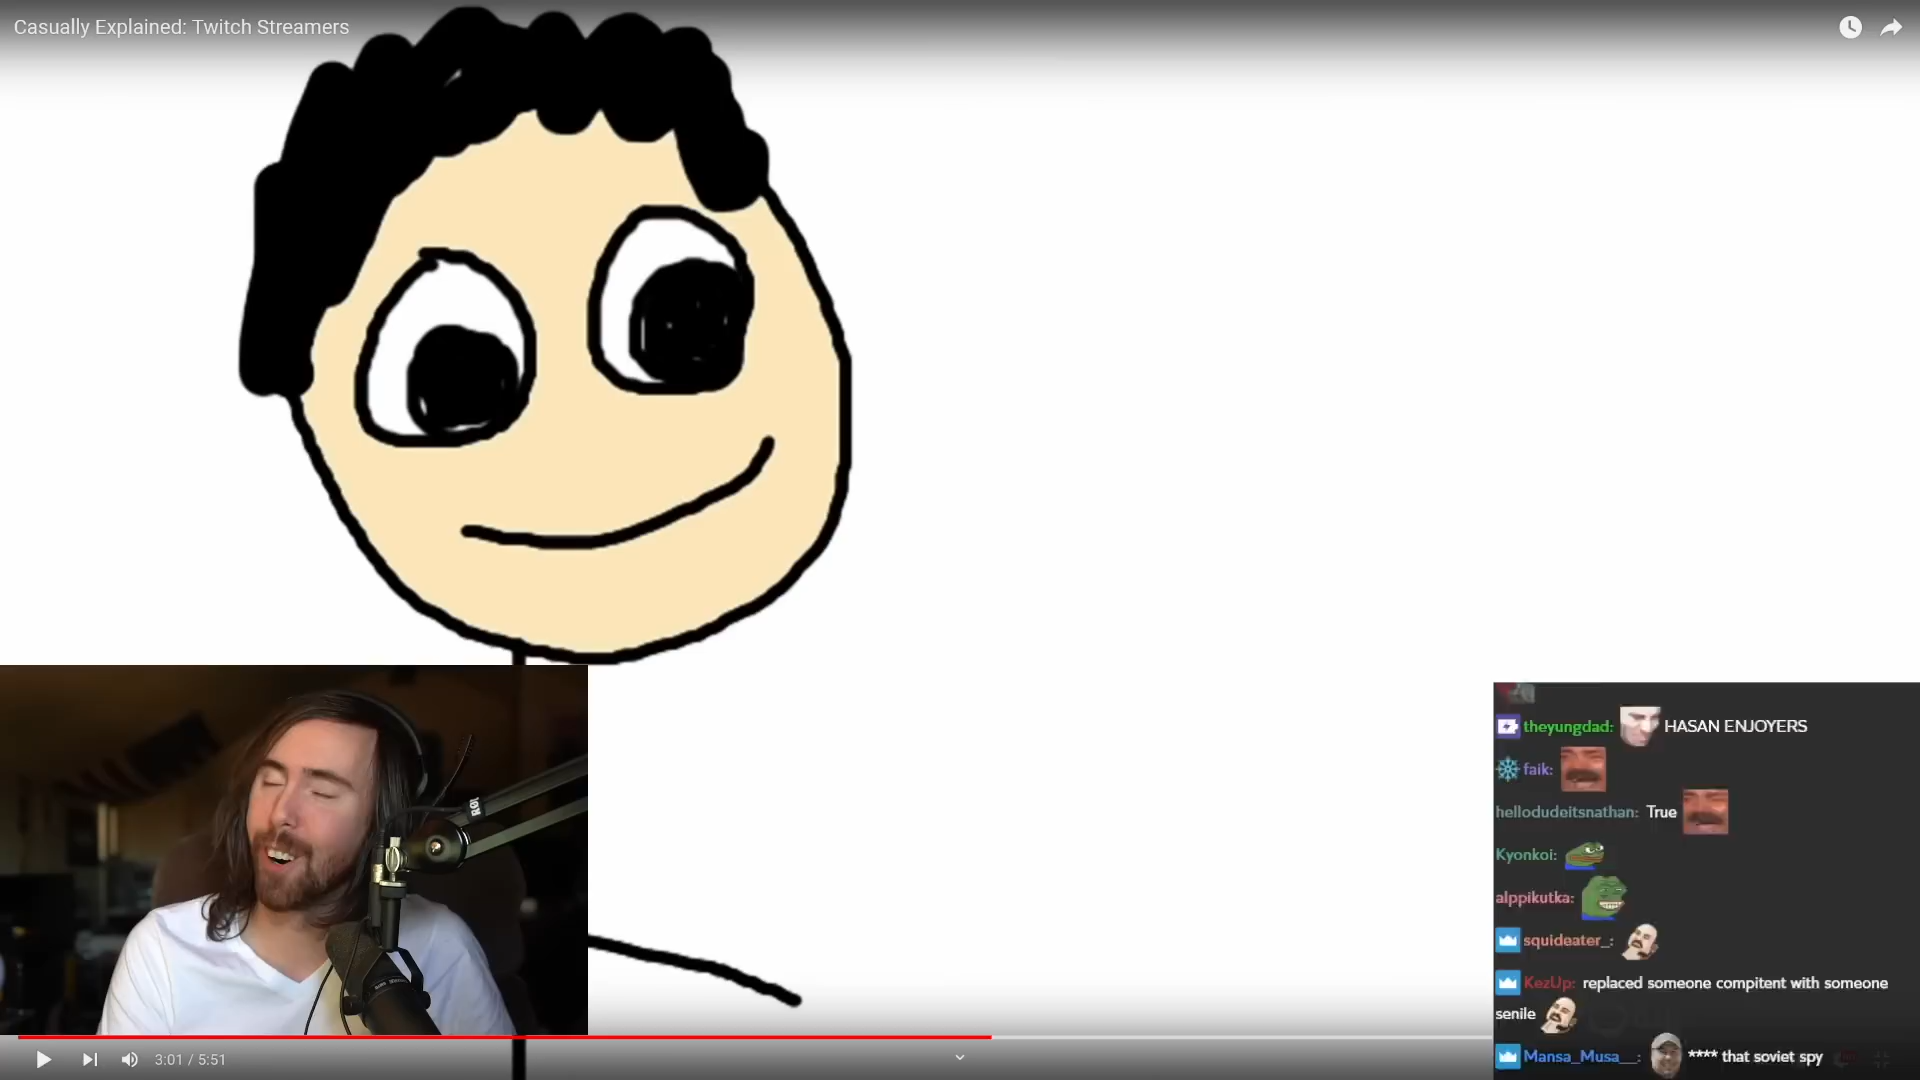 Casually Explained: Twitch Streamers
theyungdad: HASAN ENJOYERS
faik:
hellodudeitsnathan: True
Kyonkoi:
alppikutka:
squideater_:
KezUp: replaced someone compitent with someone
senile
Mansa_Musa__: **** that soviet spy
3:01 / 5:51